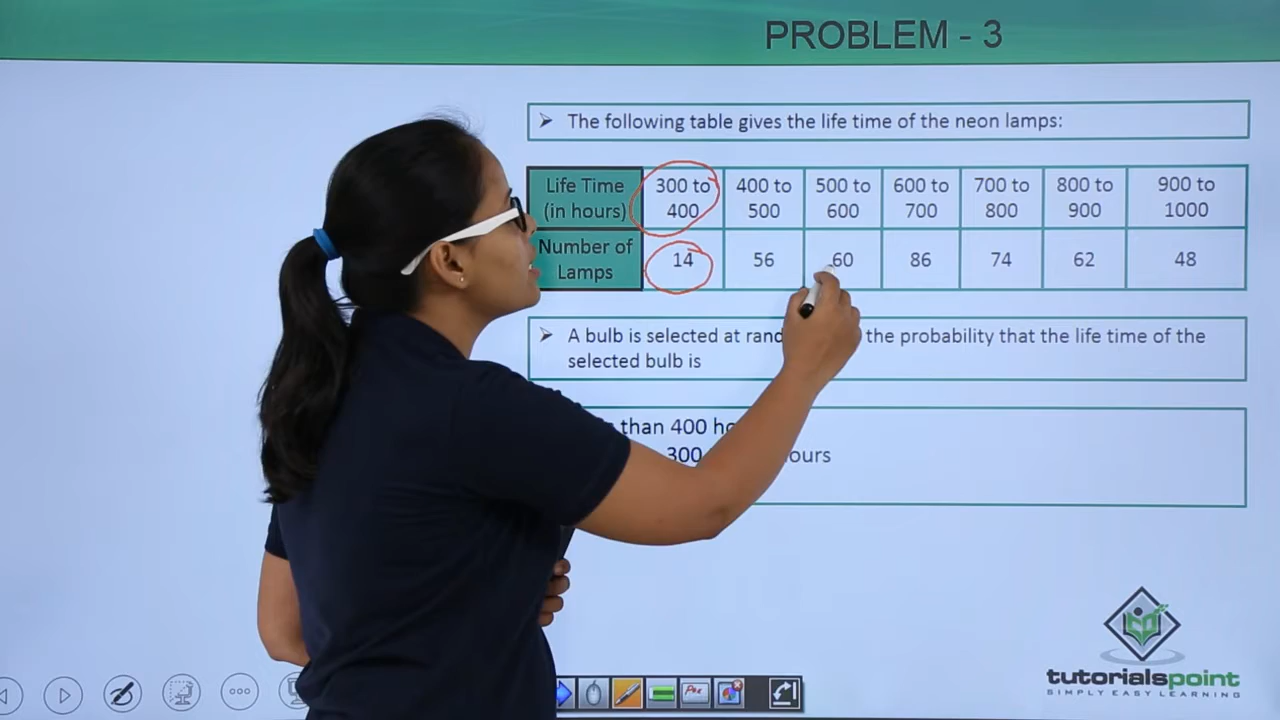 PROBLEM - 3
➢ The following table gives the life time of the neon lamps:
Life Time (in hours) 300 to 400 400 to 500 500 to 600 600 to 700 700 to 800 800 to 900 900 to 1000
Number of Lamps 14 56 60 86 74 62 48
➢ A bulb is selected at the probability that the life time of the
selected bulb is
than 400
300
tutorialspoint
SIMPLY EASY LEARNING